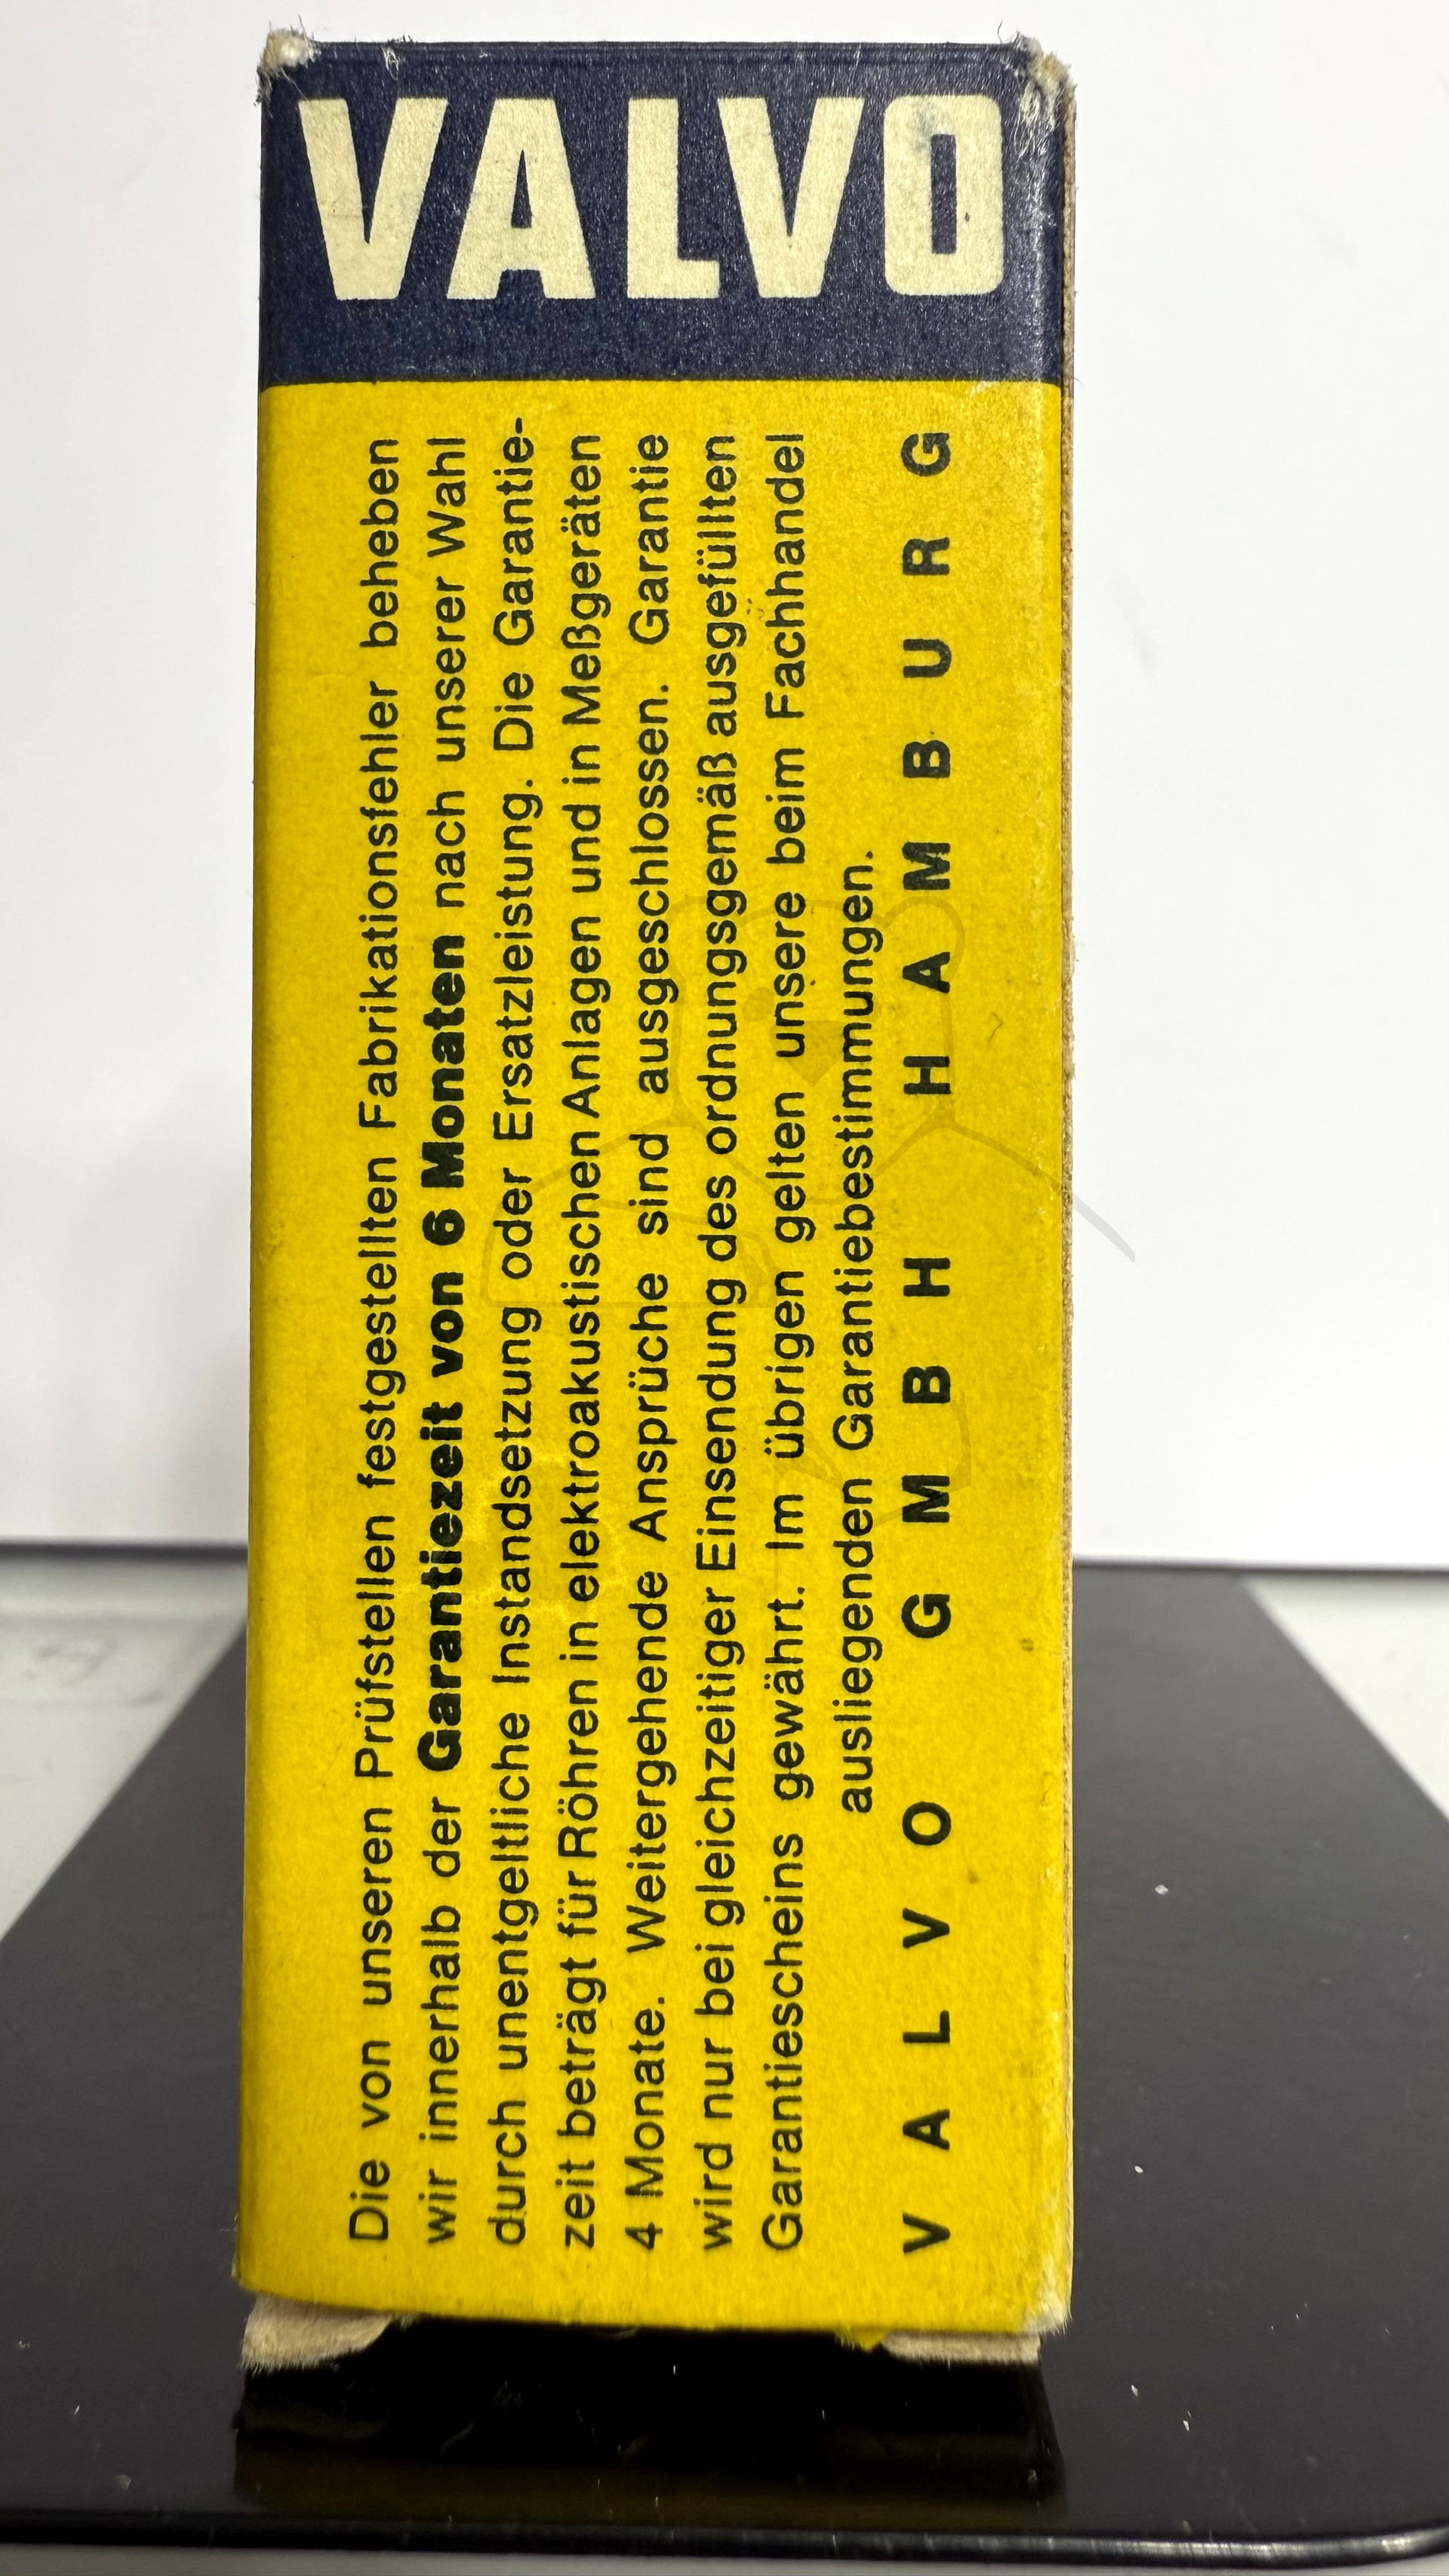 VALVO
Die von unseren Prüfstellen festgestellten Fabrikationsfehler beheben
wir innerhalb der Garantiezeit von 6 Monaten nach unserer Wahl
durch unentgeltliche Instandsetzung oder Ersatzleistung. Die Garantie-
zeit beträgt für Röhren in elektroakustischen Anlagen und in Meßgeräten
4 Monate. Weitergehende Ansprüche sind ausgeschlossen. Garantie
wird nur bei gleichzeitiger Einsendung des ordnungsgemäß ausgefüllten
Garantiescheins gewährt. Im übrigen gelten unsere beim Fachhandel
ausliegenden Garantiebestimmungen.
VALVO GMBH HAMBURG